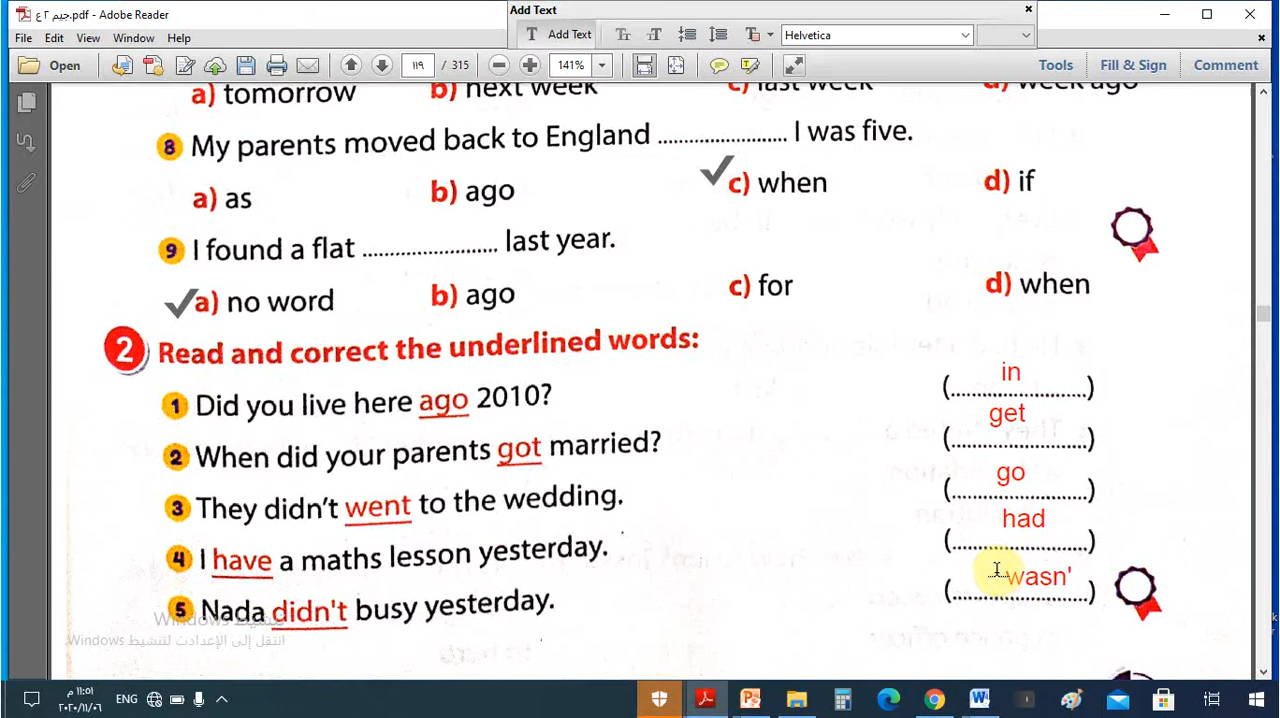 جيم ٢ ع.pdf - Adobe Reader
Add Text
File Edit View Window Help
Add Text Helvetica
Open ١١٩ / 315 141% Tools Fill & Sign Comment
a) tomorrow b) next week c) last week d) week ago
8 My parents moved back to England ...................... I was five.
a) as b) ago c) when d) if
9 I found a flat ........................ last year.
a) no word b) ago c) for d) when
2 Read and correct the underlined words:
1 Did you live here ago 2010? (in)
2 When did your parents got married? (get)
3 They didn't went to the wedding. (go)
4 I have a maths lesson yesterday. (had)
5 Nada didn't busy yesterday. (wasn')
Windows
انتقل إلى الإعدادت لتنشيط Windows
ENG
١١:٥١ م
٢٠٢٠/١١/٠٦